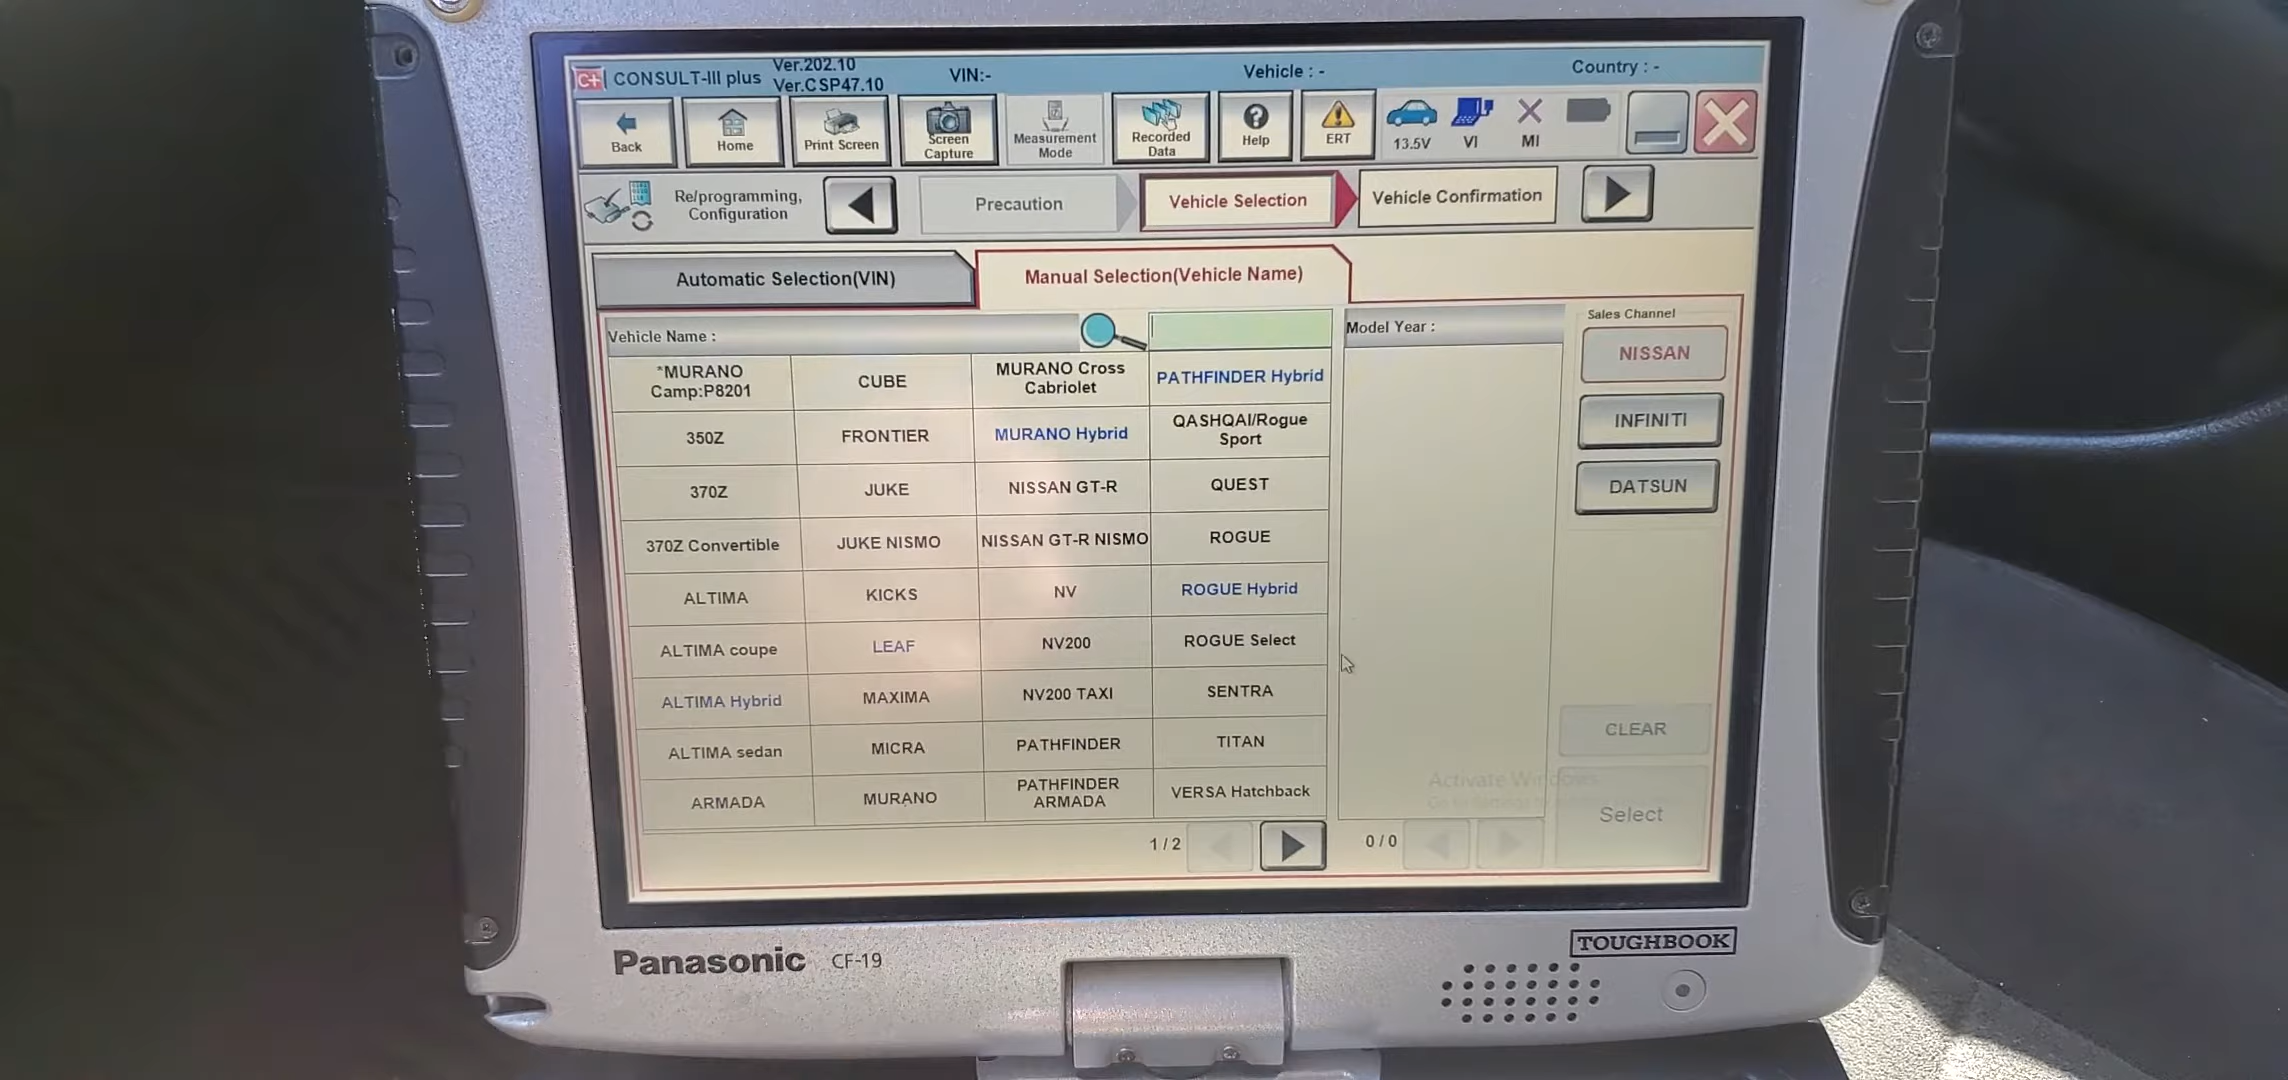 C+ CONSULT-III plus
Ver.202.10
Ver.CSP47.10
VIN:-
Vehicle : -
Country : -
Back
Home
Print Screen
Screen
Capture
Measurement
Mode
Recorded
Data
Help
ERT
13.5V
VI
MI
Re/programming,
Configuration
Precaution
Vehicle Selection
Vehicle Confirmation
Automatic Selection(VIN)
Manual Selection(Vehicle Name)
Vehicle Name :
Model Year :
Sales Channel
*MURANO
Camp:P8201
CUBE
MURANO Cross
Cabriolet
PATHFINDER Hybrid
NISSAN
350Z
FRONTIER
MURANO Hybrid
QASHQAI/Rogue
Sport
INFINITI
370Z
JUKE
NISSAN GT-R
QUEST
DATSUN
370Z Convertible
JUKE NISMO
NISSAN GT-R NISMO
ROGUE
ALTIMA
KICKS
NV
ROGUE Hybrid
ALTIMA coupe
LEAF
NV200
ROGUE Select
ALTIMA Hybrid
MAXIMA
NV200 TAXI
SENTRA
ALTIMA sedan
MICRA
PATHFINDER
TITAN
CLEAR
ARMADA
MURANO
PATHFINDER
ARMADA
VERSA Hatchback
Activate Windows
Select
1 / 2
0 / 0
Panasonic CF-19
TOUGHBOOK